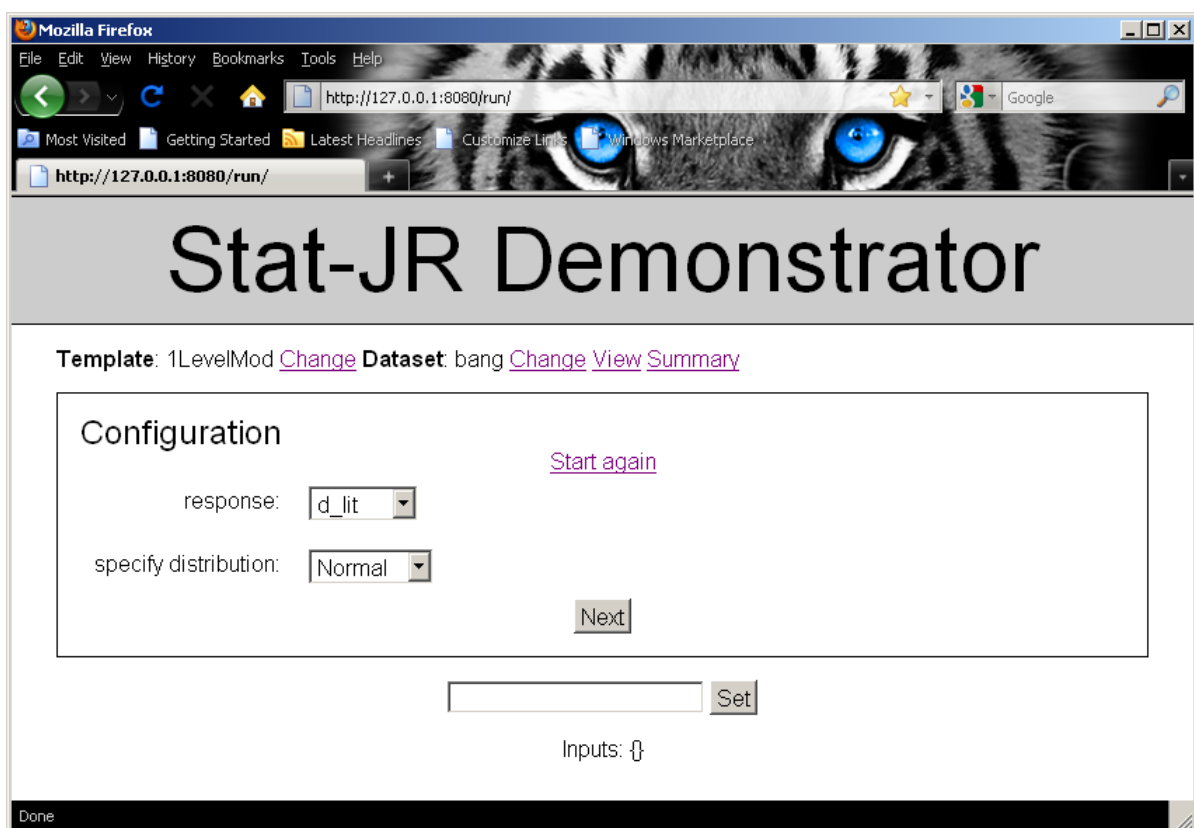 Mozilla Firefox
File Edit View History Bookmarks Tools Help
http://127.0.0.1:8080/run/ Google
Most Visited Getting Started Latest Headlines Customize Links Windows Marketplace
http://127.0.0.1:8080/run/
Stat-JR Demonstrator
Template: 1LevelMod Change Dataset: bang Change View Summary
Configuration
Start again
response: d_lit
specify distribution: Normal
Next
Set
Inputs: {}
Done